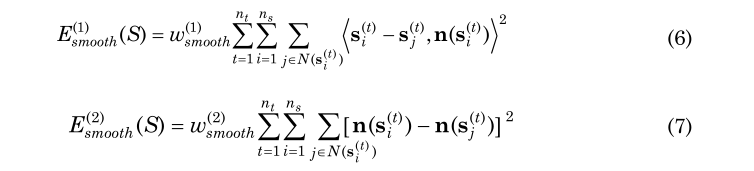 E_{smooth}^{(1)}(S) = w_{smooth}^{(1)} \sum_{t=1}^{n_t} \sum_{i=1}^{n_s} \sum_{j \in N(\mathbf{s}_i^{(t)})} \left\langle \mathbf{s}_i^{(t)} - \mathbf{s}_j^{(t)}, \mathbf{n}(\mathbf{s}_i^{(t)}) \right\rangle^2 (6)
E_{smooth}^{(2)}(S) = w_{smooth}^{(2)} \sum_{t=1}^{n_t} \sum_{i=1}^{n_s} \sum_{j \in N(\mathbf{s}_i^{(t)})} [\mathbf{n}(\mathbf{s}_i^{(t)}) - \mathbf{n}(\mathbf{s}_j^{(t)})]^2 (7)